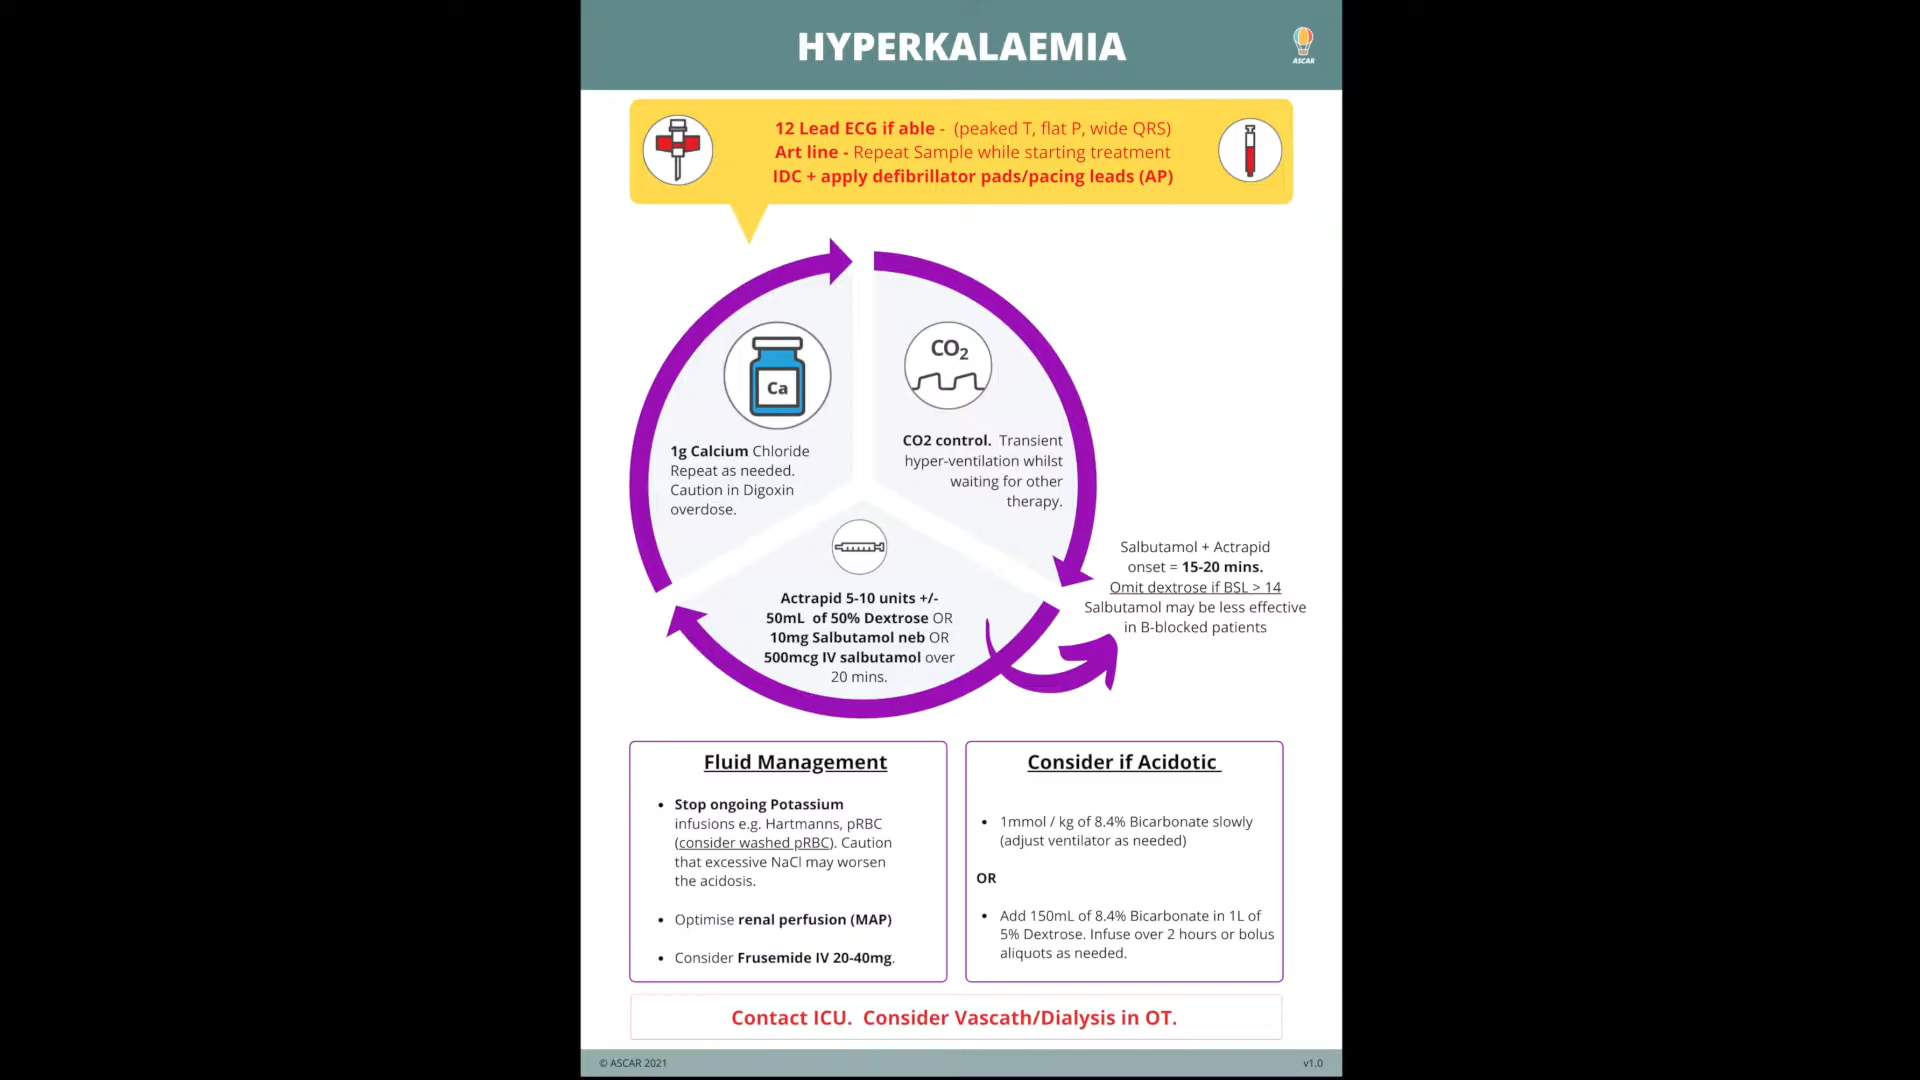 HYPERKALAEMIA
ASCAR
12 Lead ECG if able - (peaked T, flat P, wide QRS)
Art line - Repeat Sample while starting treatment
IDC + apply defibrillator pads/pacing leads (AP)
Ca
1g Calcium Chloride
Repeat as needed.
Caution in Digoxin
overdose.
CO2
CO2 control. Transient
hyper-ventilation whilst
waiting for other
therapy.
Actrapid 5-10 units +/-
50mL of 50% Dextrose OR
10mg Salbutamol neb OR
500mcg IV salbutamol over
20 mins.
Salbutamol + Actrapid
onset = 15-20 mins.
Omit dextrose if BSL > 14
Salbutamol may be less effective
in B-blocked patients
Fluid Management
• Stop ongoing Potassium
infusions e.g. Hartmanns, pRBC
(consider washed pRBC). Caution
that excessive NaCl may worsen
the acidosis.
• Optimise renal perfusion (MAP)
• Consider Frusemide IV 20-40mg.
Consider if Acidotic
• 1mmol / kg of 8.4% Bicarbonate slowly
(adjust ventilator as needed)
OR
• Add 150mL of 8.4% Bicarbonate in 1L of
5% Dextrose. Infuse over 2 hours or bolus
aliquots as needed.
Contact ICU. Consider Vascath/Dialysis in OT.
© ASCAR 2021
v1.0